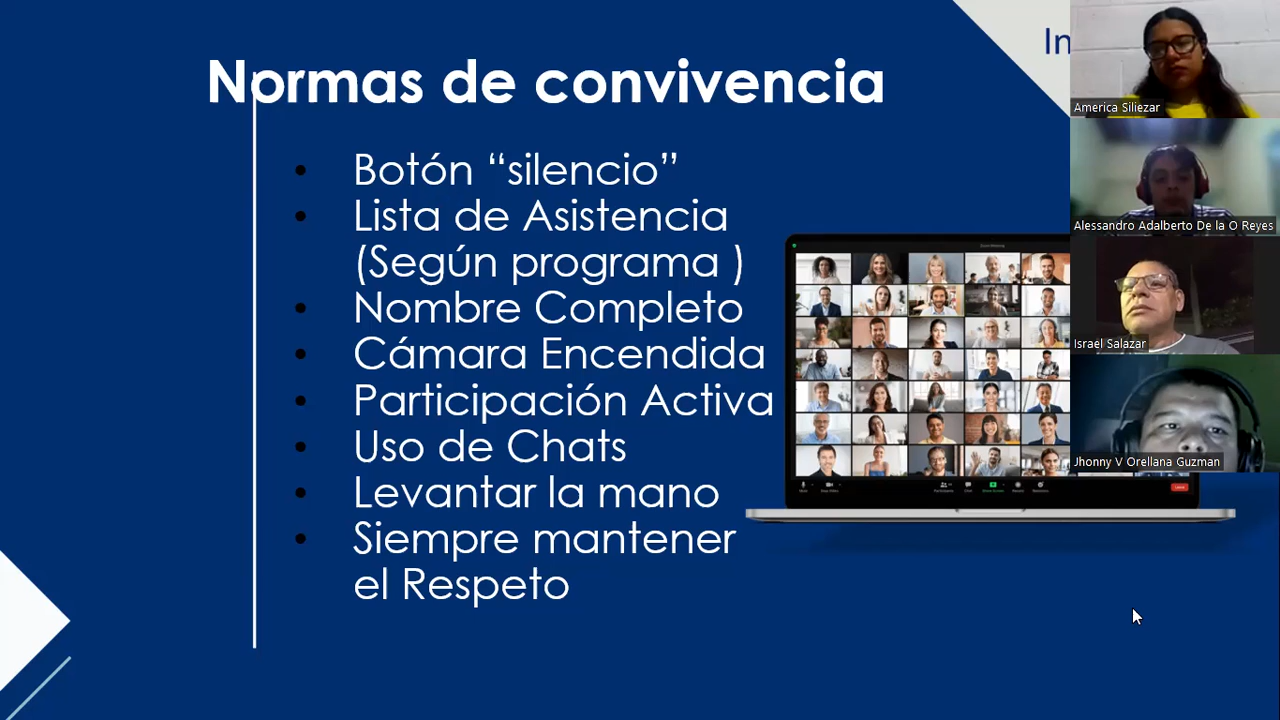 Normas de convivencia
In
America Siliezar
• Botón “silencio”
• Lista de Asistencia
(Según programa )
• Nombre Completo
• Cámara Encendida
• Participación Activa
• Uso de Chats
• Levantar la mano
• Siempre mantener
el Respeto
Alessandro Adalberto De la O Reyes
Israel Salazar
Jhonny V Orellana Guzman